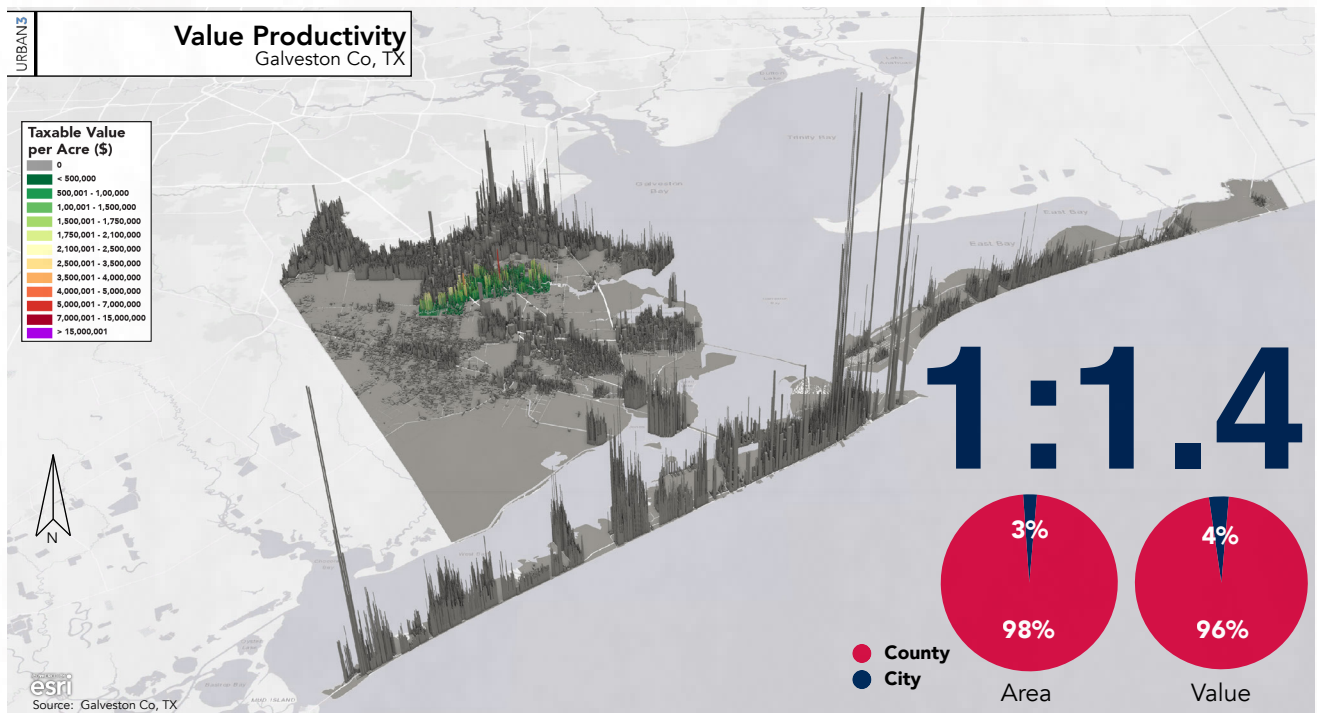 URBAN3
Value Productivity
Galveston Co, TX
Taxable Value
per Acre ($)
0
< 500,000
500,001 - 1,00,000
1,00,001 - 1,500,000
1,500,001 - 1,750,000
1,750,001 - 2,100,000
2,100,001 - 2,500,000
2,500,001 - 3,500,000
3,500,001 - 4,000,000
4,000,001 - 5,000,000
5,000,001 - 7,000,000
7,000,001 - 15,000,000
> 15,000,001
Trinity Bay
Galveston
Bay
East Bay
East Bay
1:1.4
3%
98%
4%
96%
County
City
Area
Value
N
MUD ISLAND
esri
Source: Galveston Co, TX